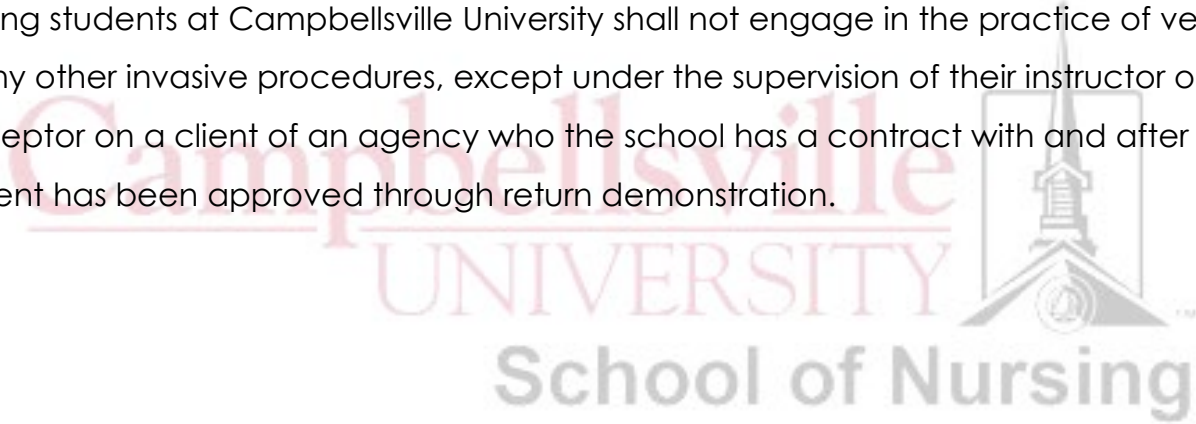 ng students at Campbellsville University shall not engage in the practice of ve
ny other invasive procedures, except under the supervision of their instructor o
eptor on a client of an agency who the school has a contract with and after
ent has been approved through return demonstration.
Campbellsville
UNIVERSITY
School of Nursing